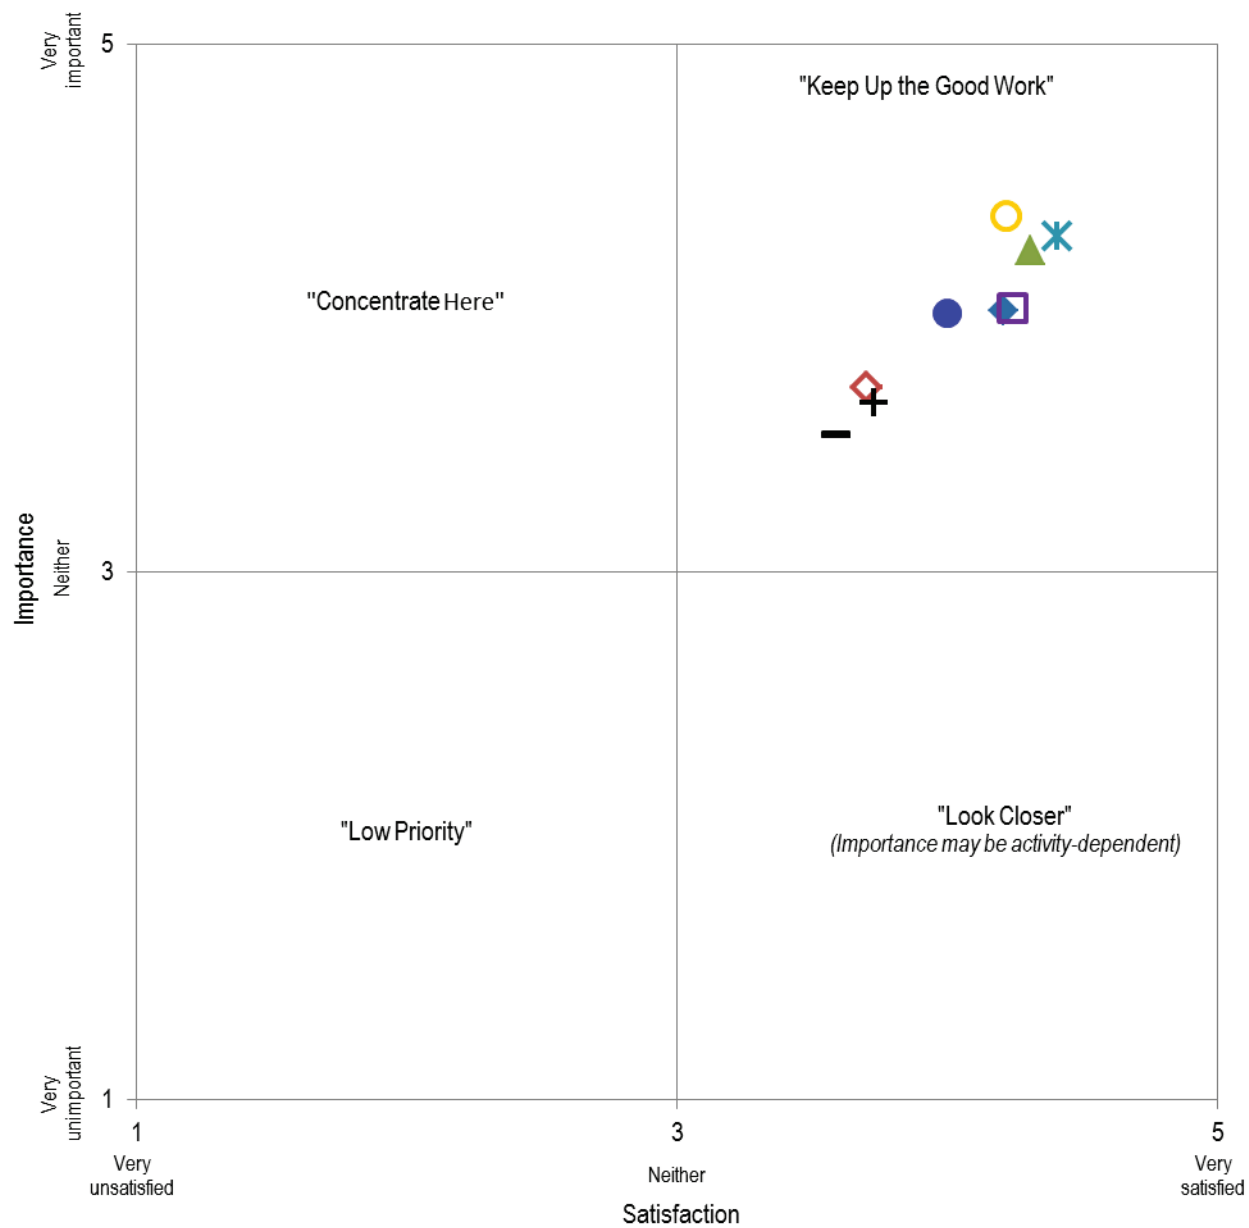 Very
important
5
"Keep Up the Good Work"
"Concentrate Here"
Importance
Neither
3
"Low Priority"
"Look Closer"
(Importance may be activity-dependent)
Very
unimportant
1
1
3
5
Very
unsatisfied
Neither
Very
satisfied
Satisfaction